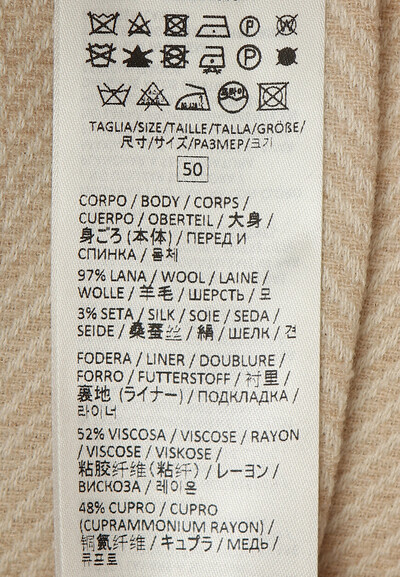 TAGLIA/SIZE/TAILLE/TALLA/GRÖßE/
尺寸/サイズ/РАЗМЕР/크기
50
CORPO / BODY / CORPS /
CUERPO / OBERTEIL / 大身 /
身ごろ (本体) / ПЕРЕД И
СПИНКА / 몸체
97% LANA / WOOL / LAINE /
WOLLE / 羊毛 / ШЕРСТЬ / 모
3% SETA / SILK / SOIE / SEDA /
SEIDE / 桑蚕丝 / 絹 / ШЕЛК / 견
FODERA / LINER / DOUBLURE /
FORRO / FUTTERSTOFF / 衬里 /
裏地 (ライナー) / ПОДКЛАДКА /
라이너
52% VISCOSA / VISCOSE / RAYON
/ VISCOSE / VISKOSE /
粘胶纤维(粘纤) / レーヨン /
ВИСКОЗА / 레이온
48% CUPRO / CUPRO
(CUPRAMMONIUM RAYON) /
铜氨纤维 / キュプラ / МЕДЬ /
큐프로